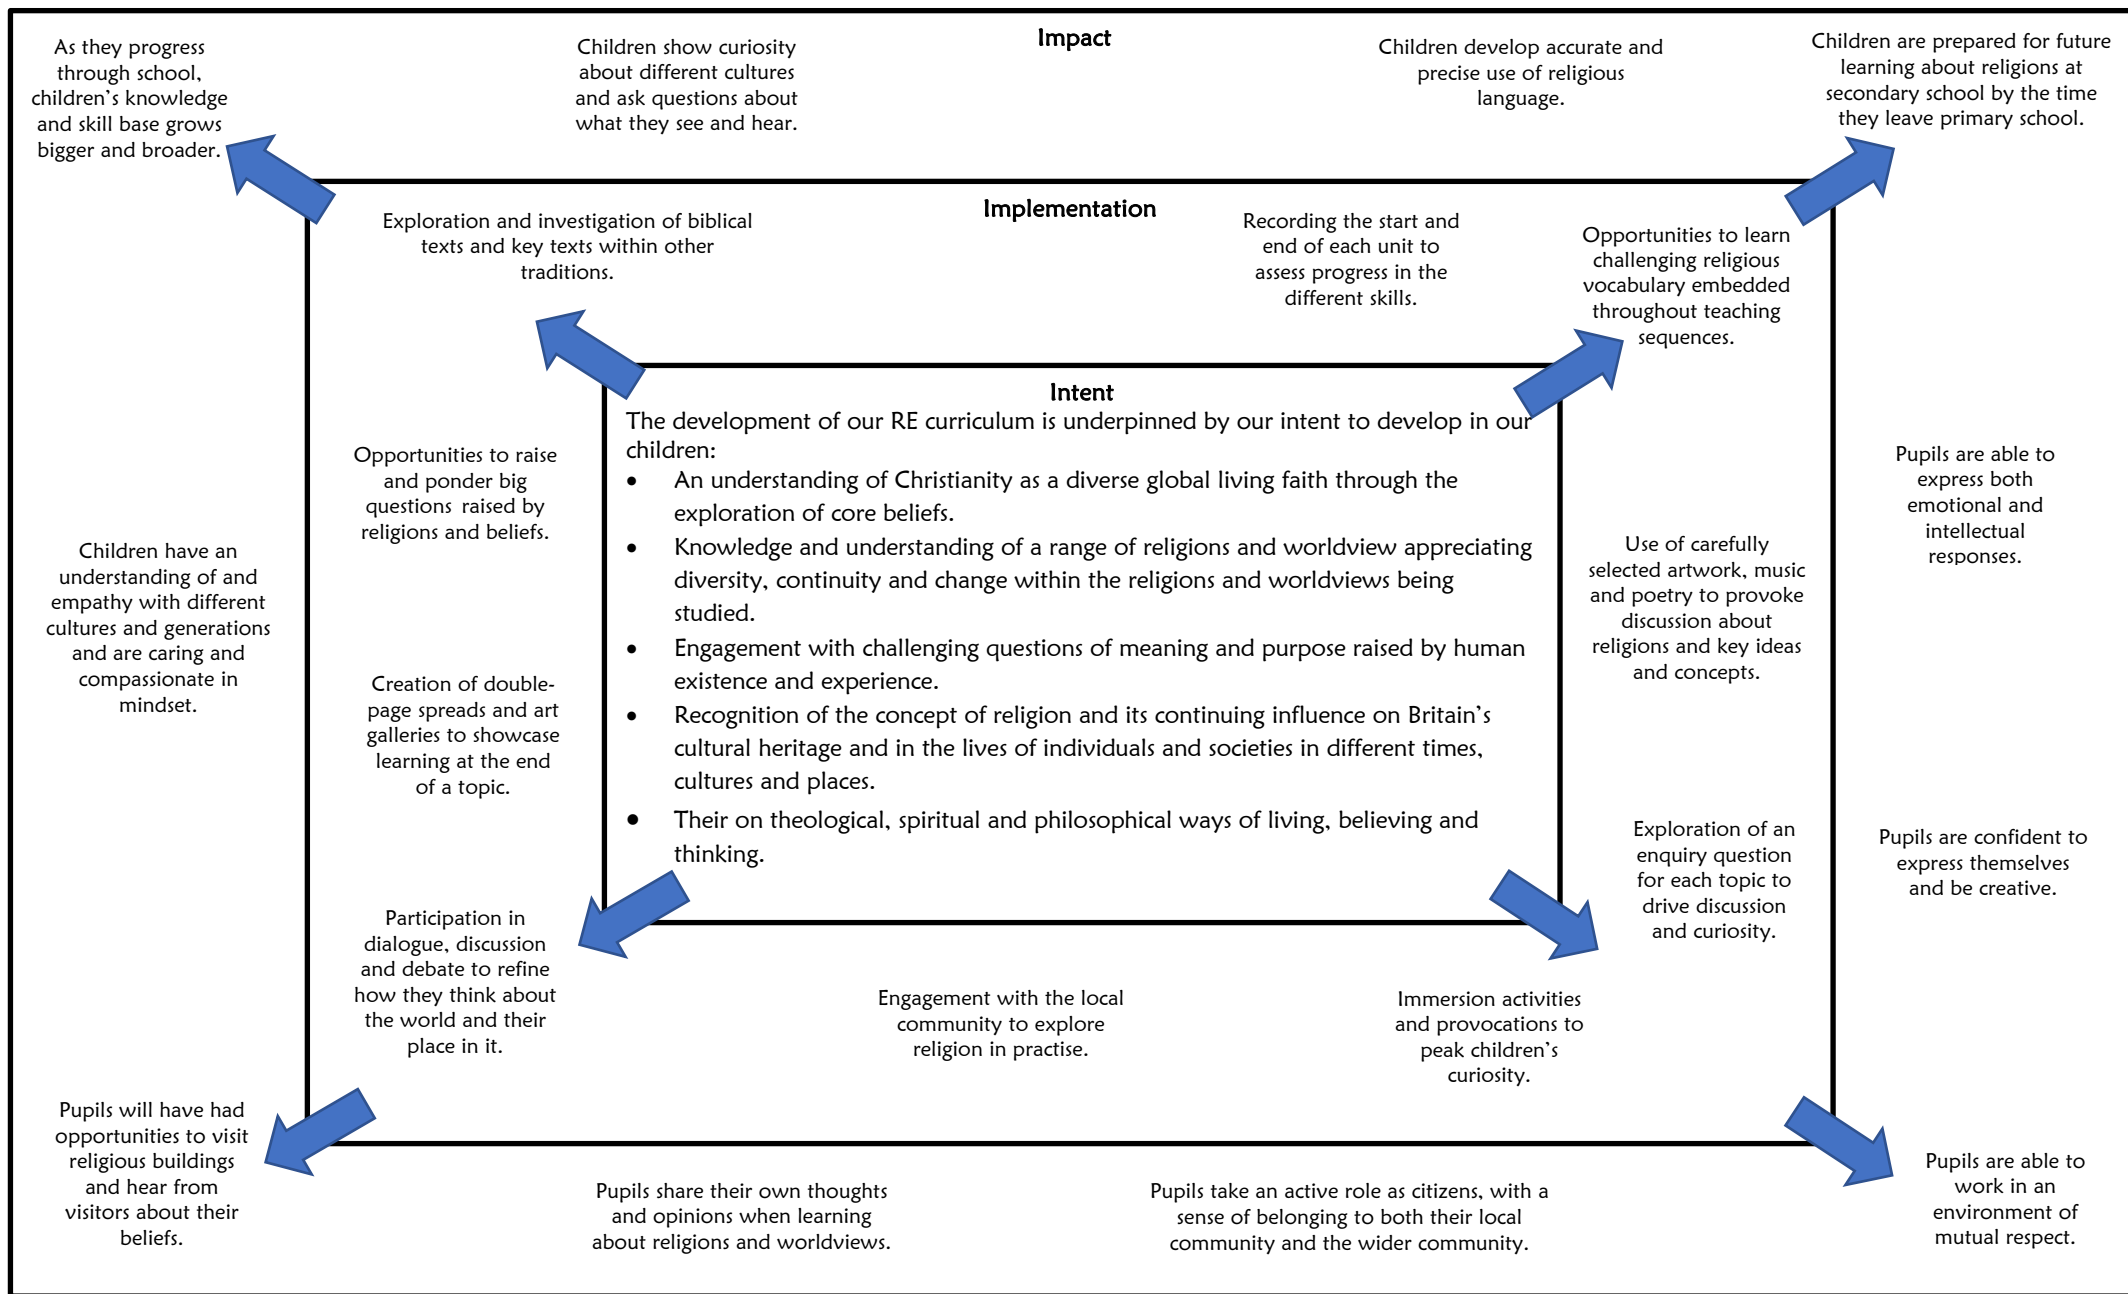 Impact
As they progress
through school,
children's knowledge
and skill base grows
bigger and broader.
Children show curiosity
about different cultures
and ask questions about
what they see and hear.
Children develop accurate and
precise use of religious
language.
Children are prepared for future
learning about religions at
secondary school by the time
they leave primary school.
Implementation
Exploration and investigation of biblical
texts and key texts within other
traditions.
Recording the start and
end of each unit to
assess progress in the
different skills.
Opportunities to learn
challenging religious
vocabulary embedded
throughout teaching
sequences.
Intent
The development of our RE curriculum is underpinned by our intent to develop in our
children:
• An understanding of Christianity as a diverse global living faith through the
exploration of core beliefs.
• Knowledge and understanding of a range of religions and worldview appreciating
diversity, continuity and change within the religions and worldviews being
studied.
• Engagement with challenging questions of meaning and purpose raised by human
existence and experience.
• Recognition of the concept of religion and its continuing influence on Britain's
cultural heritage and in the lives of individuals and societies in different times,
cultures and places.
• Their on theological, spiritual and philosophical ways of living, believing and
thinking.
Opportunities to raise
and ponder big
questions raised by
religions and beliefs.
Creation of double-
page spreads and art
galleries to showcase
learning at the end
of a topic.
Participation in
dialogue, discussion
and debate to refine
how they think about
the world and their
place in it.
Use of carefully
selected artwork, music
and poetry to provoke
discussion about
religions and key ideas
and concepts.
Exploration of an
enquiry question
for each topic to
drive discussion
and curiosity.
Engagement with the local
community to explore
religion in practise.
Immersion activities
and provocations to
peak children's
curiosity.
Children have an
understanding of and
empathy with different
cultures and generations
and are caring and
compassionate in
mindset.
Pupils are able to
express both
emotional and
intellectual
responses.
Pupils are confident to
express themselves
and be creative.
Pupils will have had
opportunities to visit
religious buildings
and hear from
visitors about their
beliefs.
Pupils share their own thoughts
and opinions when learning
about religions and worldviews.
Pupils take an active role as citizens, with a
sense of belonging to both their local
community and the wider community.
Pupils are able to
work in an
environment of
mutual respect.